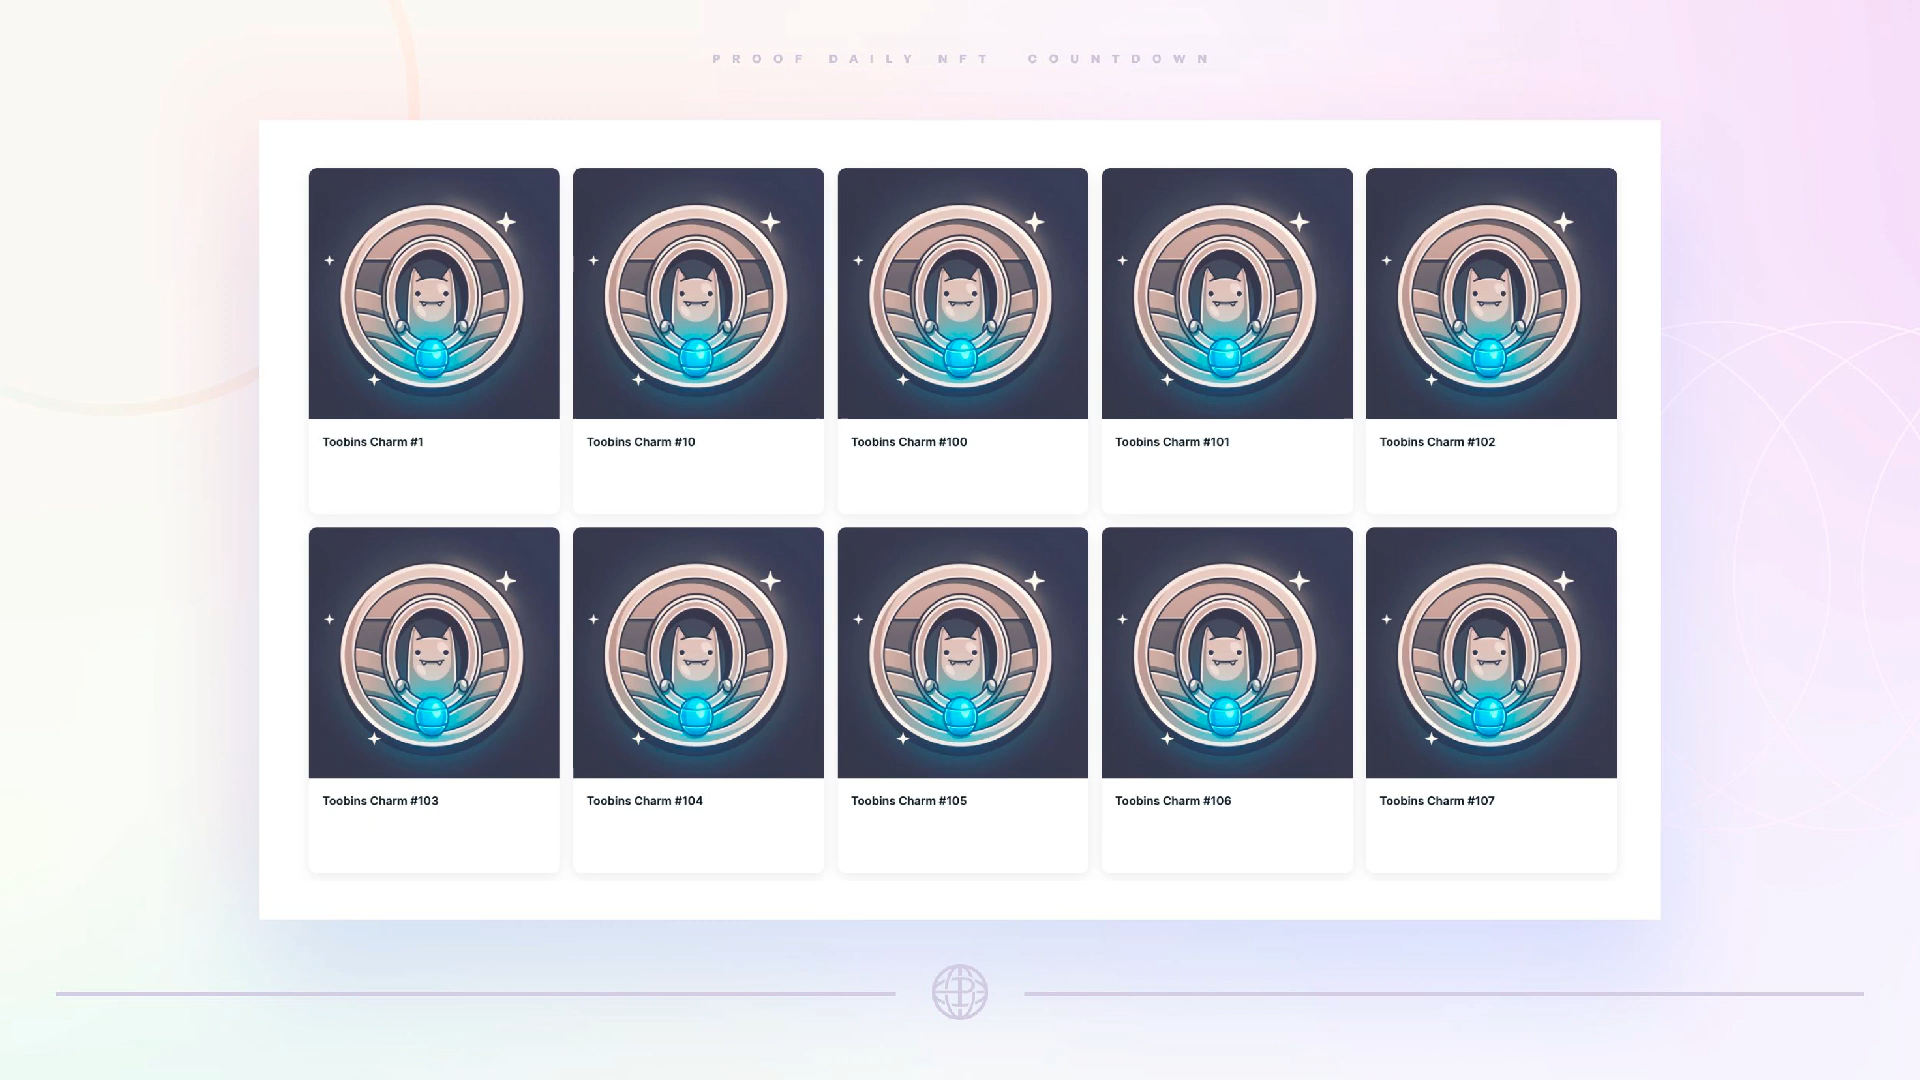 PROOF DAILY NFT COUNTDOWN
Toobins Charm #1
Toobins Charm #10
Toobins Charm #100
Toobins Charm #101
Toobins Charm #102
Toobins Charm #103
Toobins Charm #104
Toobins Charm #105
Toobins Charm #106
Toobins Charm #107